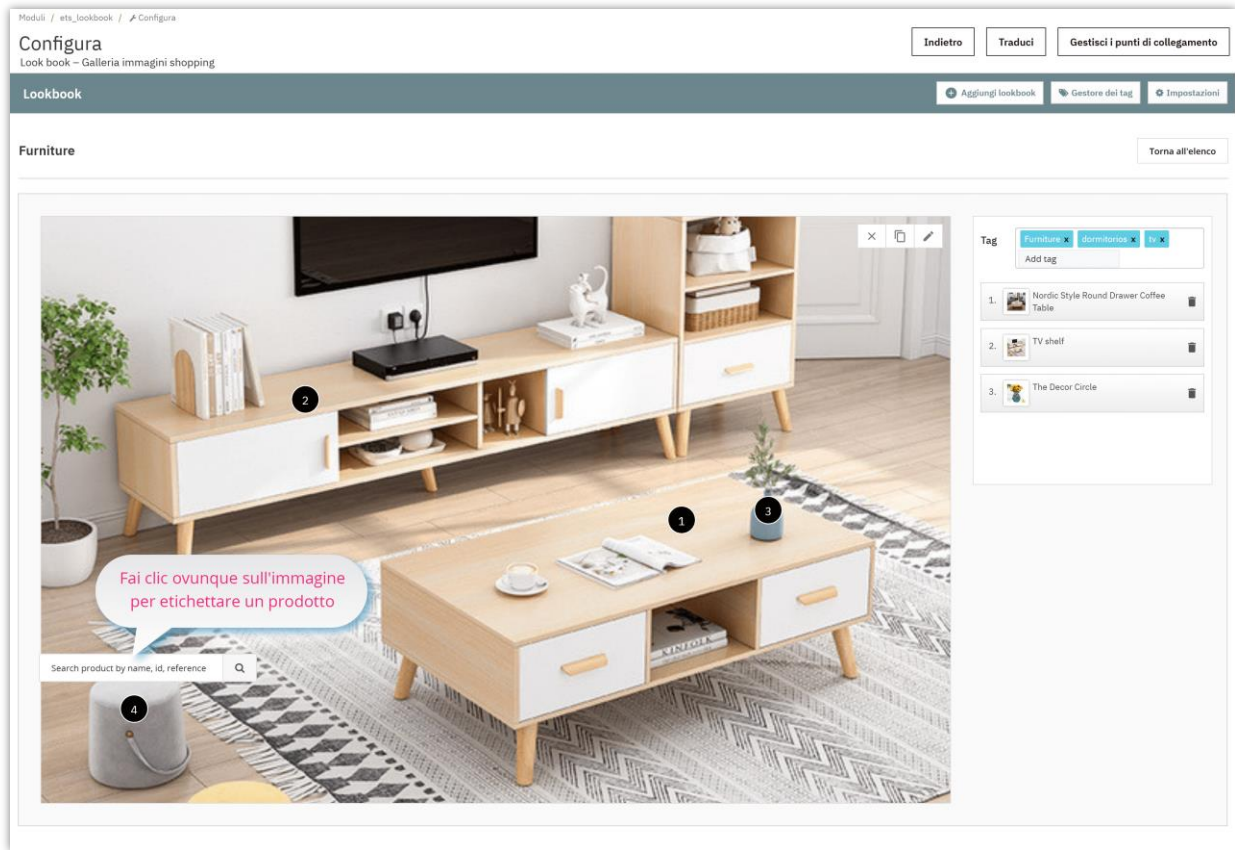 Moduli / ets_lookbook / Configura
Configura
Look book – Galleria immagini shopping
Indietro
Traduci
Gestisci i punti di collegamento
Lookbook
Aggiungi lookbook
Gestore dei tag
Impostazioni
Furniture
Torna all'elenco
Tag
Furniture x
dormitorios x
tv x
Add tag
1.
Nordic Style Round Drawer Coffee
Table
2.
TV shelf
3.
The Decor Circle
2
1
3
Fai clic ovunque sull'immagine
per etichettare un prodotto
Search product by name, id, reference
4
KINFOLK